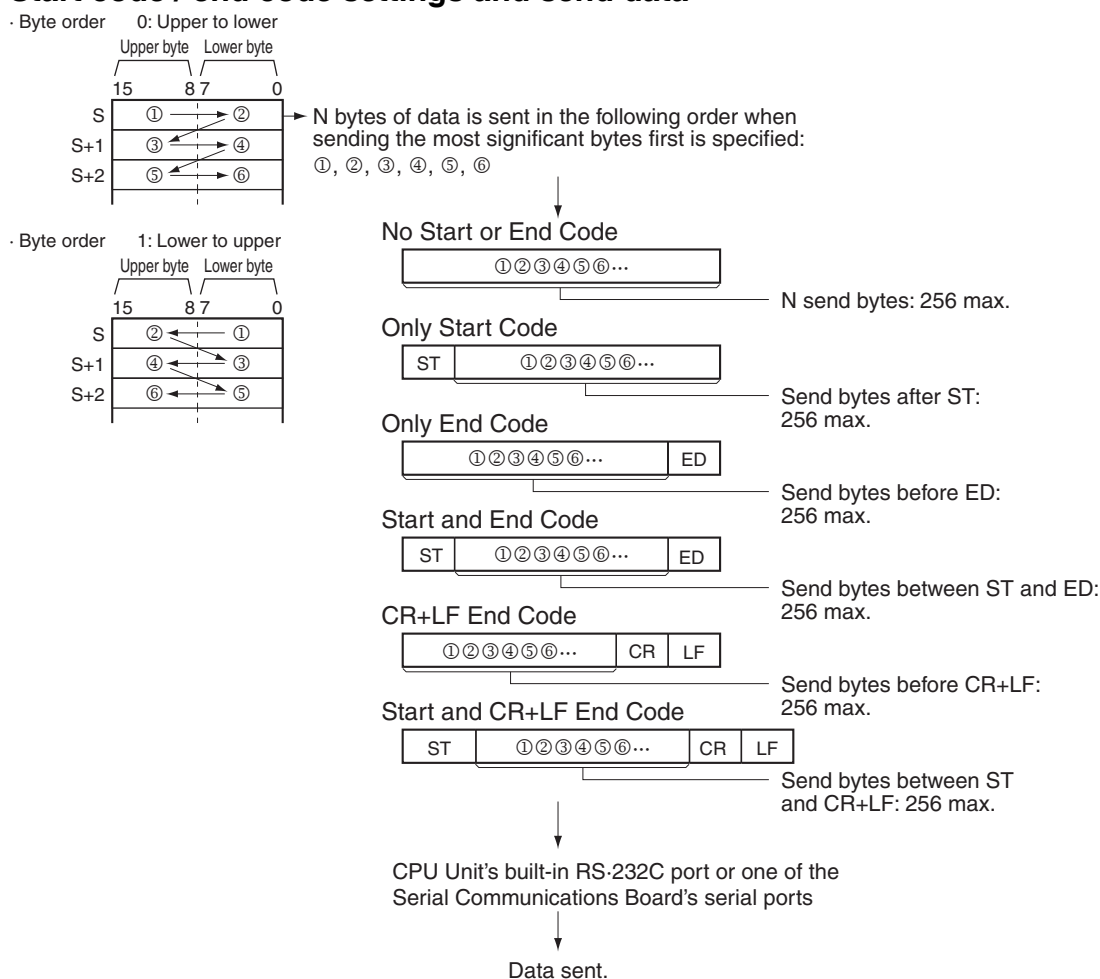 Start code / end code settings and send data
· Byte order 0: Upper to lower
Upper byte Lower byte
15 8 7 0
S ① ②
S+1 ③ ④
S+2 ⑤ ⑥
N bytes of data is sent in the following order when
sending the most significant bytes first is specified:
①, ②, ③, ④, ⑤, ⑥
· Byte order 1: Lower to upper
Upper byte Lower byte
15 8 7 0
S ② ①
S+1 ④ ③
S+2 ⑥ ⑤
No Start or End Code
①②③④⑤⑥···
N send bytes: 256 max.
Only Start Code
ST ①②③④⑤⑥···
Send bytes after ST:
256 max.
Only End Code
①②③④⑤⑥··· ED
Send bytes before ED:
256 max.
Start and End Code
ST ①②③④⑤⑥··· ED
Send bytes between ST and ED:
256 max.
CR+LF End Code
①②③④⑤⑥··· CR LF
Send bytes before CR+LF:
256 max.
Start and CR+LF End Code
ST ①②③④⑤⑥··· CR LF
Send bytes between ST
and CR+LF: 256 max.
CPU Unit's built-in RS-232C port or one of the
Serial Communications Board's serial ports
Data sent.